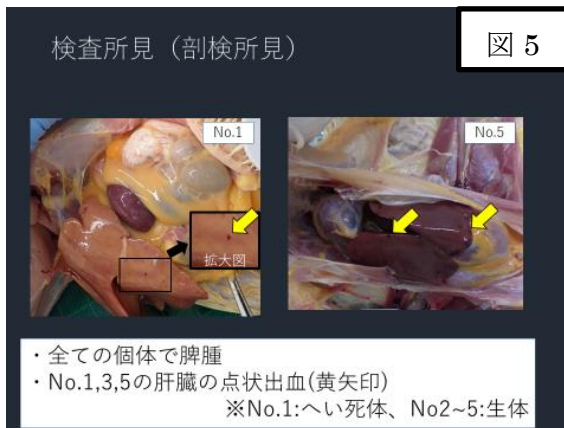 検査所見（剖検所見）
図 5
No.1
No.5
拡大図
・全ての個体で脾腫
・No.1,3,5の肝臓の点状出血(黄矢印)
※No.1:へい死体、No2~5:生体